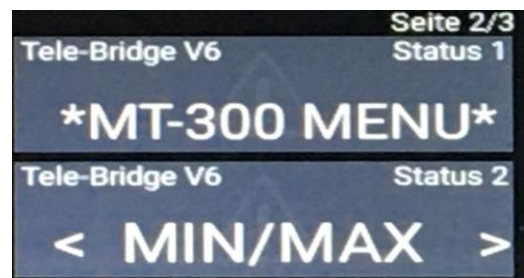 Seite 2/3
Tele-Bridge V6 Status 1
*MT-300 MENU*
Tele-Bridge V6 Status 2
< MIN/MAX >